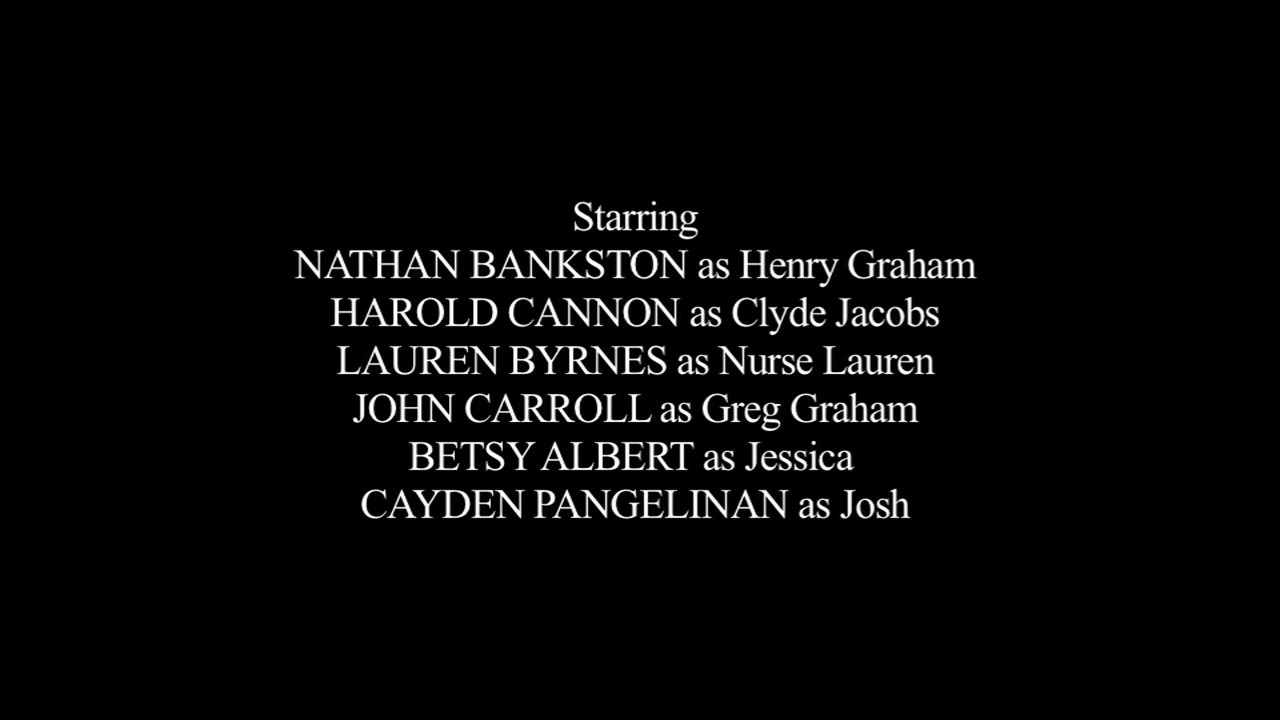 Starring
NATHAN BANKSTON as Henry Graham
HAROLD CANNON as Clyde Jacobs
LAUREN BYRNES as Nurse Lauren
JOHN CARROLL as Greg Graham
BETSY ALBERT as Jessica
CAYDEN PANGELINAN as Josh